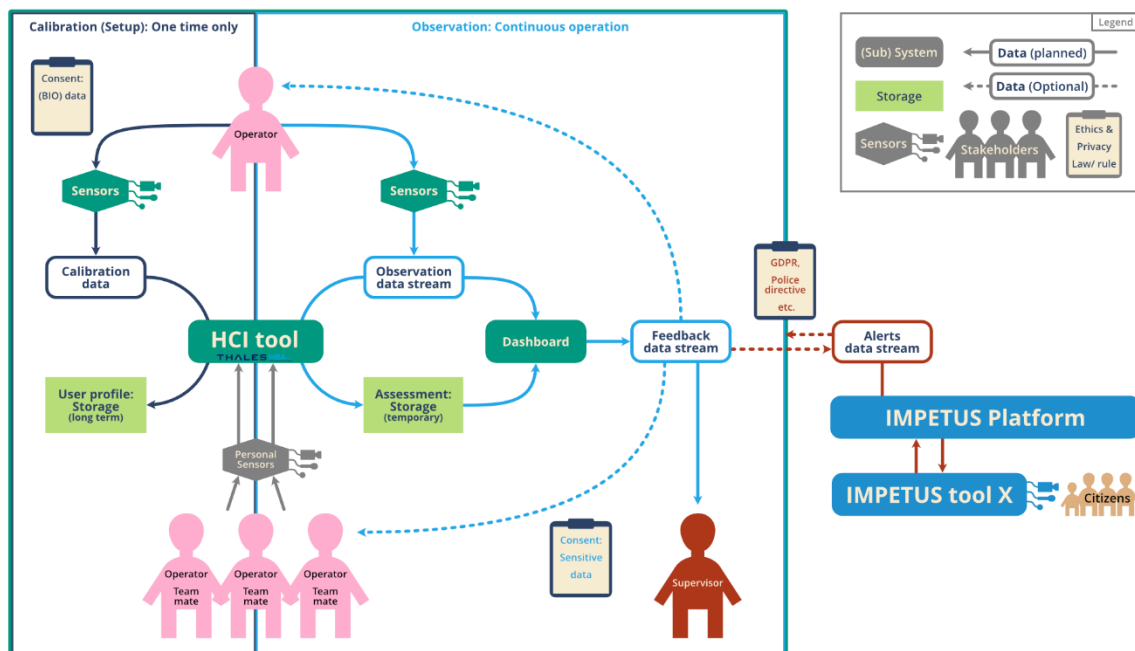 Calibration (Setup): One time only
Observation: Continuous operation
Legend
Consent:
(BIO) data
Operator
Sensors
Sensors
Calibration
data
Observation
data stream
HCI tool
THALES
Dashboard
Feedback
data stream
User profile:
Storage
(long term)
Assessment:
Storage
(temporary)
Personal
Sensors
Operator
Team
mate
Operator
Team
mate
Operator
Team
mate
Consent:
Sensitive
data
Supervisor
GDPR,
Police
directive
etc.
Alerts
data stream
IMPETUS Platform
IMPETUS tool X
Citizens
(Sub) System
Data (planned)
Storage
Data (Optional)
Sensors
Stakeholders
Ethics &
Privacy
Law/ rule